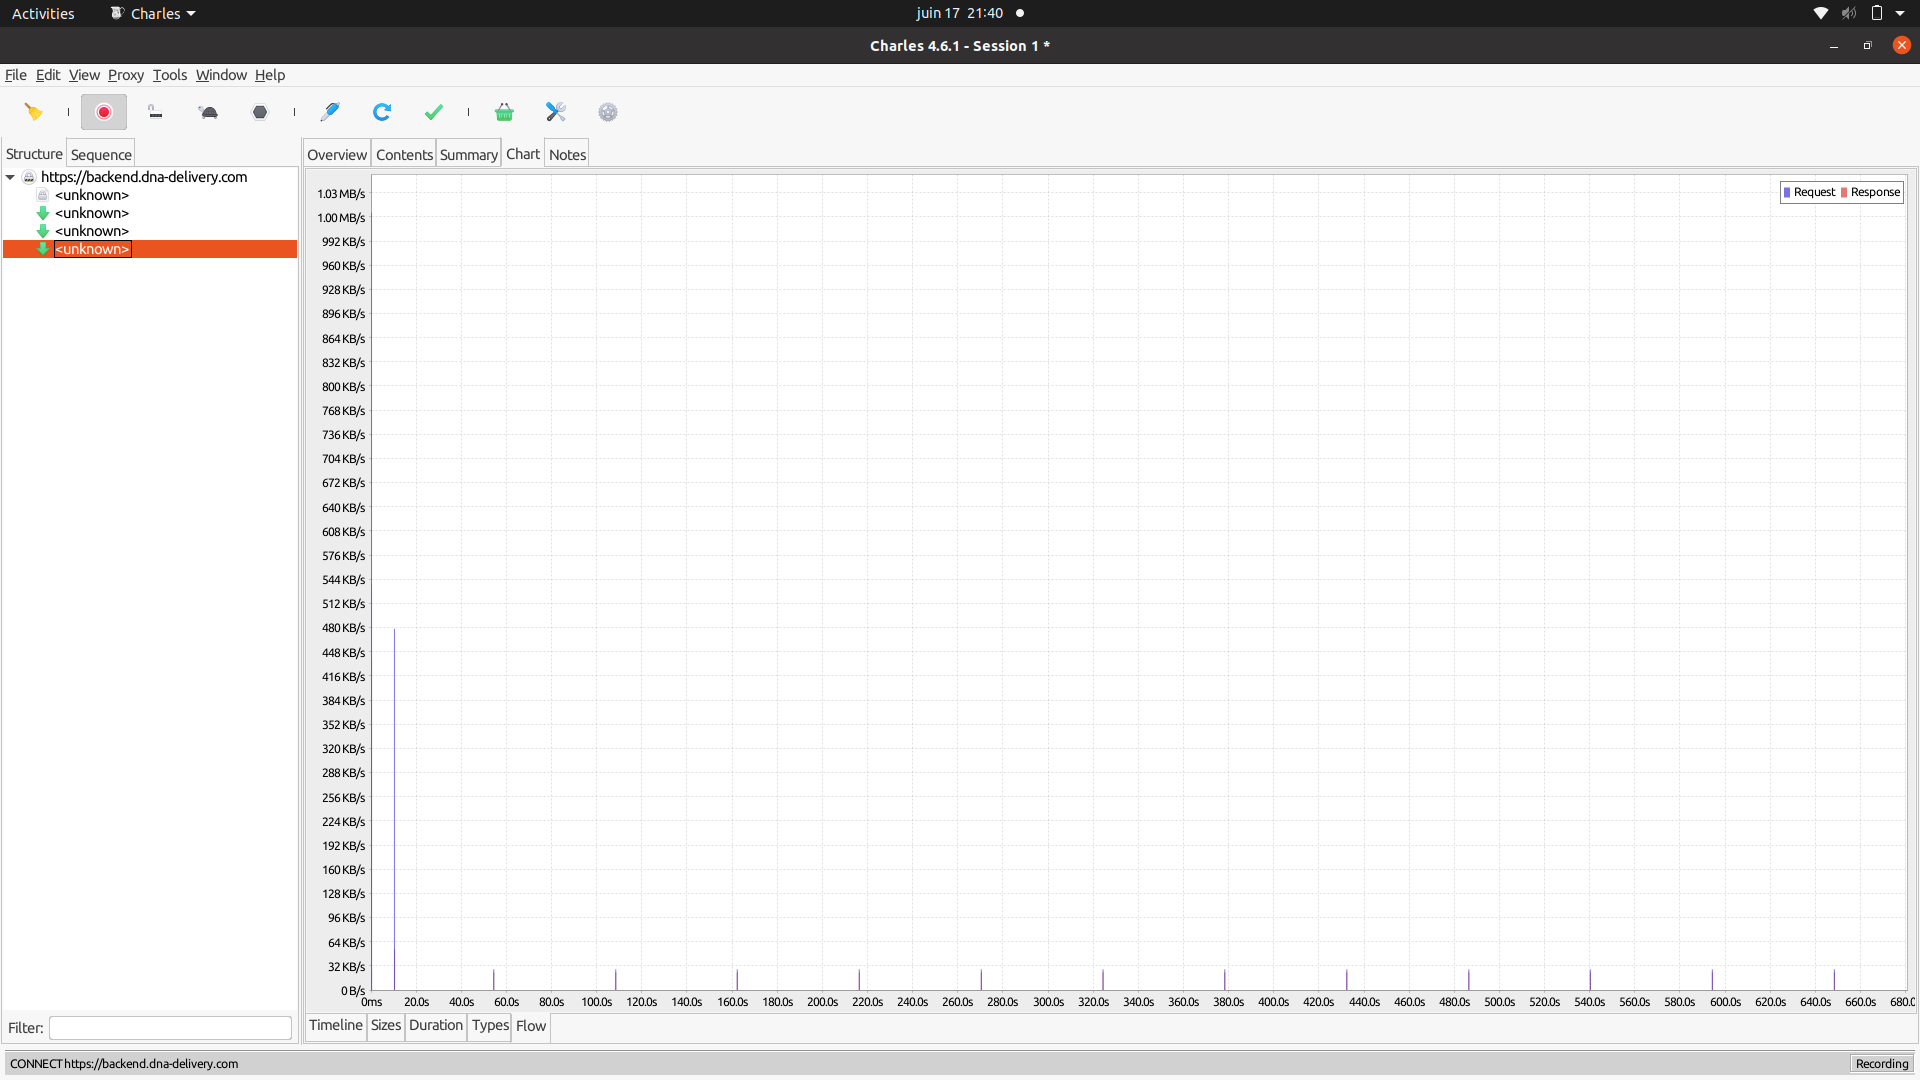 Activities
Charles
juin 17 21:40
Charles 4.6.1 - Session 1 *
File Edit View Proxy Tools Window Help
Structure Sequence
Overview Contents Summary Chart Notes
https://backend.dna-delivery.com
<unknown>
<unknown>
<unknown>
<unknown>
Request Response
1.03 MB/s
1.00 MB/s
992 KB/s
960 KB/s
928 KB/s
896 KB/s
864 KB/s
832 KB/s
800 KB/s
768 KB/s
736 KB/s
704 KB/s
672 KB/s
640 KB/s
608 KB/s
576 KB/s
544 KB/s
512 KB/s
480 KB/s
448 KB/s
416 KB/s
384 KB/s
352 KB/s
320 KB/s
288 KB/s
256 KB/s
224 KB/s
192 KB/s
160 KB/s
128 KB/s
96 KB/s
64 KB/s
32 KB/s
0 B/s
0ms 20.0s 40.0s 60.0s 80.0s 100.0s 120.0s 140.0s 160.0s 180.0s 200.0s 220.0s 240.0s 260.0s 280.0s 300.0s 320.0s 340.0s 360.0s 380.0s 400.0s 420.0s 440.0s 460.0s 480.0s 500.0s 520.0s 540.0s 560.0s 580.0s 600.0s 620.0s 640.0s 660.0s 680.0
Timeline Sizes Duration Types Flow
Filter:
CONNECT https://backend.dna-delivery.com
Recording